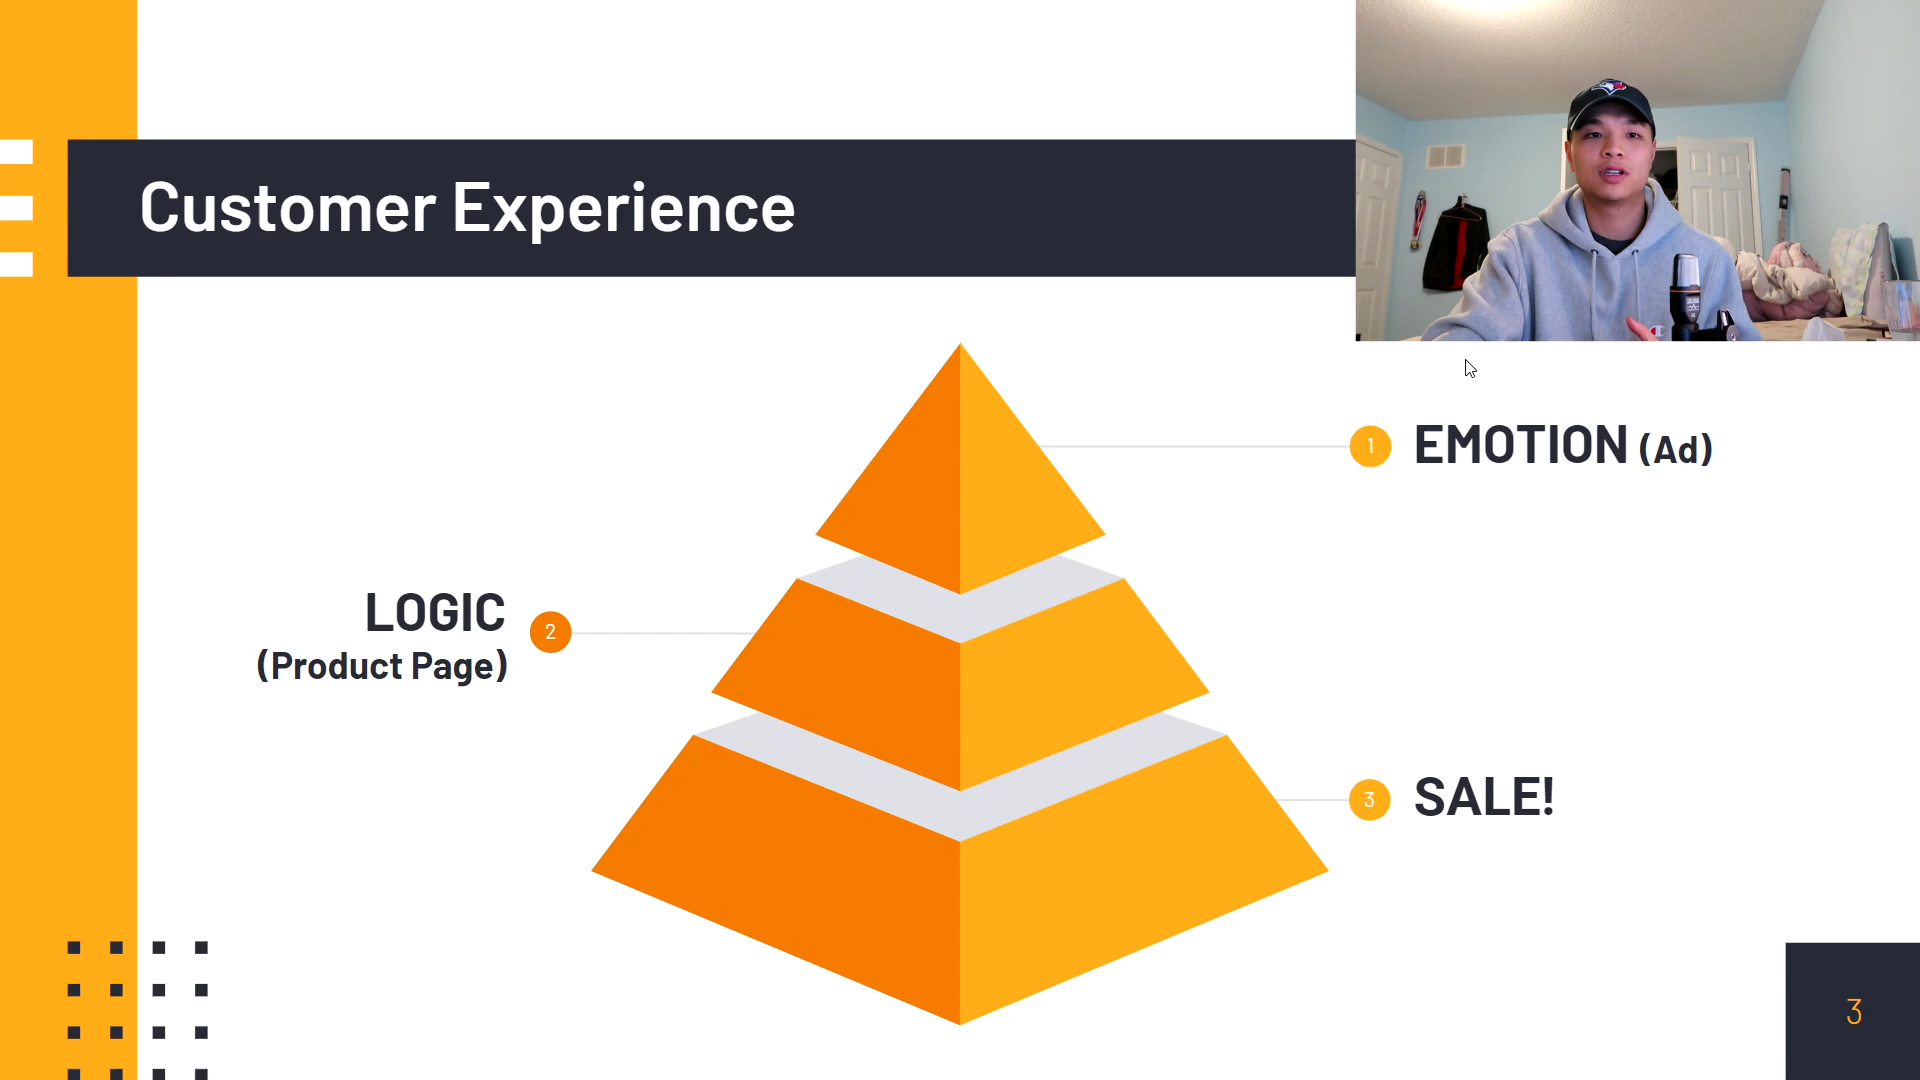 Customer Experience
1
EMOTION (Ad)
LOGIC
(Product Page)
2
3
SALE!
3